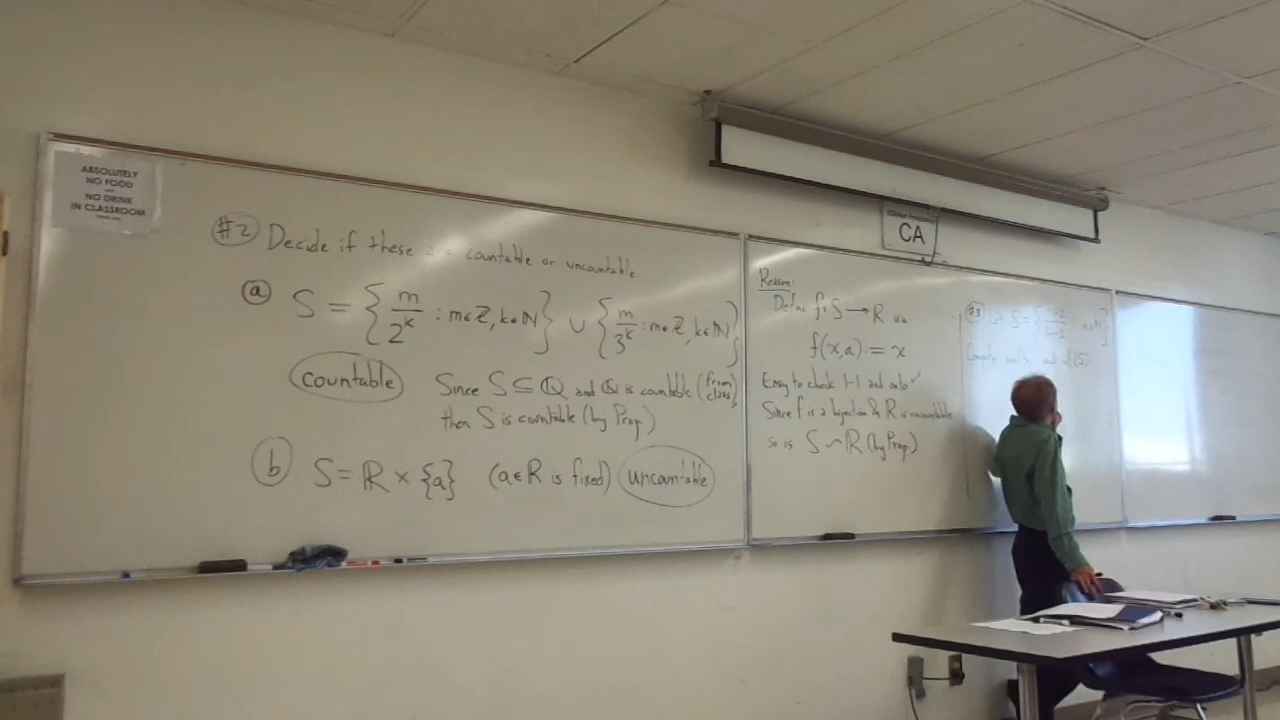 ABSOLUTELY
NO FOOD
NO DRINK
IN CLASSROOM
#2 Decide if these countable or uncountable
a S = { m/2^k : m∈Z, k∈N } ∪ { m/3^k : m∈Z, k∈N }
countable Since S ⊆ Q and Q is countable (from class),
then S is countable (by Prop)
b S = R × {a} (a∈R is fixed) uncountable
Reason:
Define f: S → R via
f(x,a) = x
Easy to check 1-1 and onto ✓
Since f is a bijection & R is uncountable
so is S ~ R (by Prop)
CA
Let S =
Compute